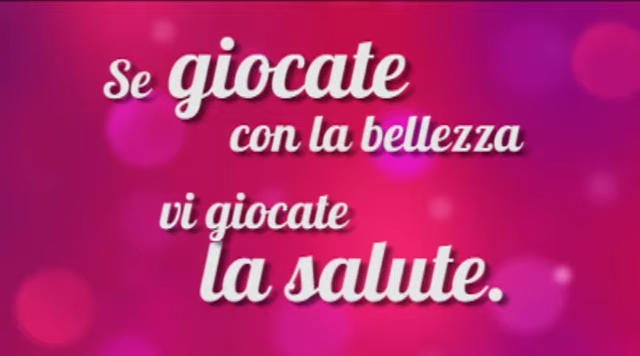 Se giocate
con la bellezza
vi giocate
la salute.